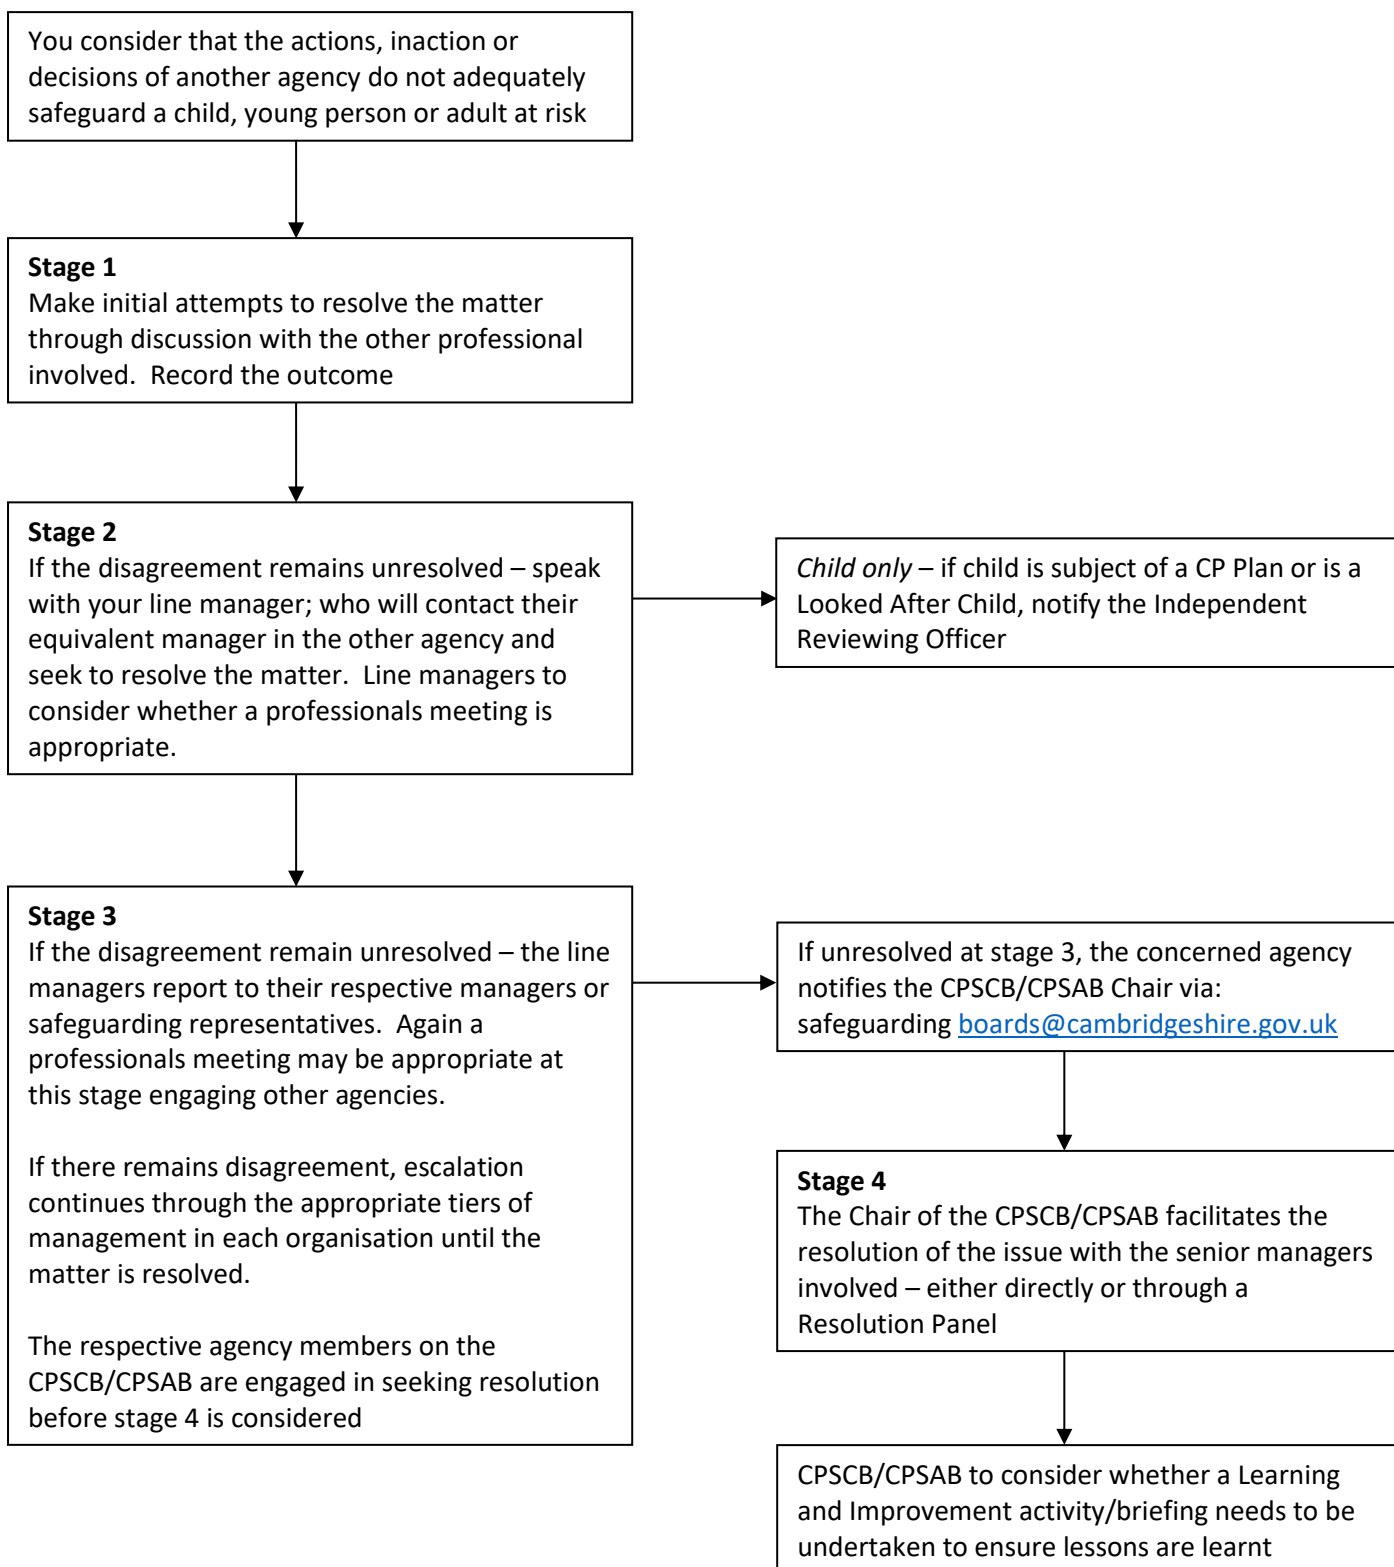 You consider that the actions, inaction or
decisions of another agency do not adequately
safeguard a child, young person or adult at risk
Stage 1
Make initial attempts to resolve the matter
through discussion with the other professional
involved.  Record the outcome
Stage 2
If the disagreement remains unresolved – speak
with your line manager; who will contact their
equivalent manager in the other agency and
seek to resolve the matter.  Line managers to
consider whether a professionals meeting is
appropriate.
Child only – if child is subject of a CP Plan or is a
Looked After Child, notify the Independent
Reviewing Officer
Stage 3
If the disagreement remain unresolved – the line
managers report to their respective managers or
safeguarding representatives.  Again a
professionals meeting may be appropriate at
this stage engaging other agencies.
If there remains disagreement, escalation
continues through the appropriate tiers of
management in each organisation until the
matter is resolved.
The respective agency members on the
CPSCB/CPSAB are engaged in seeking resolution
before stage 4 is considered
If unresolved at stage 3, the concerned agency
notifies the CPSCB/CPSAB Chair via:
safeguarding boards@cambridgeshire.gov.uk
Stage 4
The Chair of the CPSCB/CPSAB facilitates the
resolution of the issue with the senior managers
involved – either directly or through a
Resolution Panel
CPSCB/CPSAB to consider whether a Learning
and Improvement activity/briefing needs to be
undertaken to ensure lessons are learnt